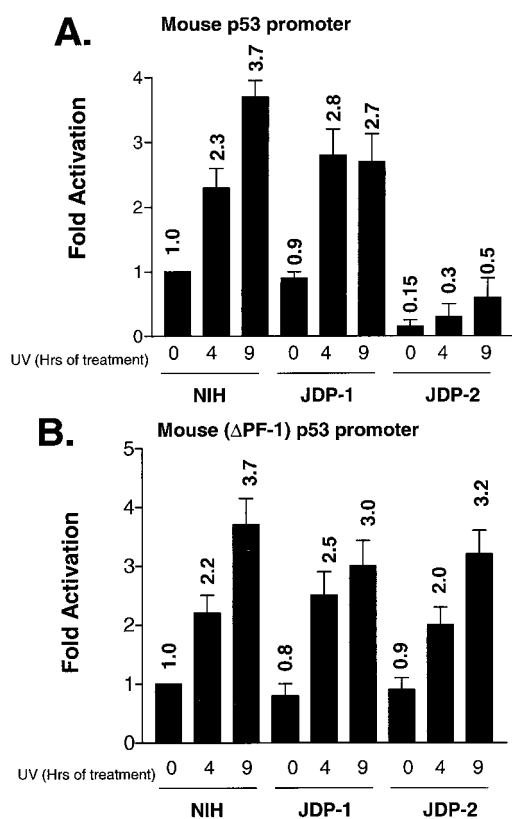 A.
Mouse p53 promoter
Fold Activation
4
3
2
1
0
1.0
2.3
3.7
0.9
2.8
2.7
0.15
0.3
0.5
UV (Hrs of treatment)
0 4 9 0 4 9 0 4 9
NIH JDP-1 JDP-2
B.
Mouse (ΔPF-1) p53 promoter
Fold Activation
5
4
3
2
1
0
1.0
2.2
3.7
0.8
2.5
3.0
0.9
2.0
3.2
UV (Hrs of treatment)
0 4 9 0 4 9 0 4 9
NIH JDP-1 JDP-2